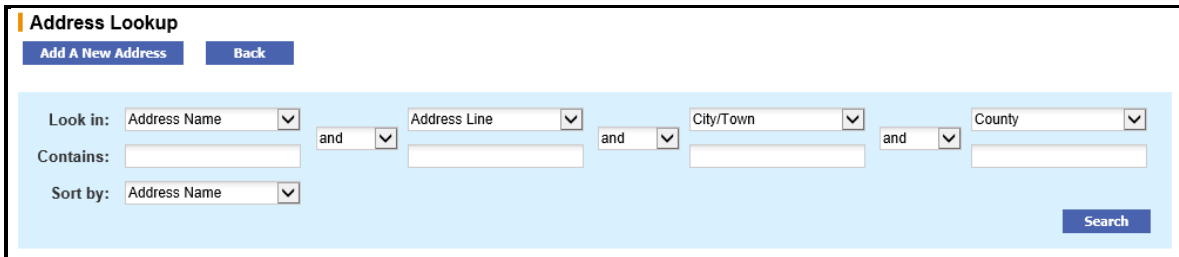 Address Lookup
Add A New Address Back
Look in: Address Name and Address Line and City/Town and County
Contains:
Sort by: Address Name
Search